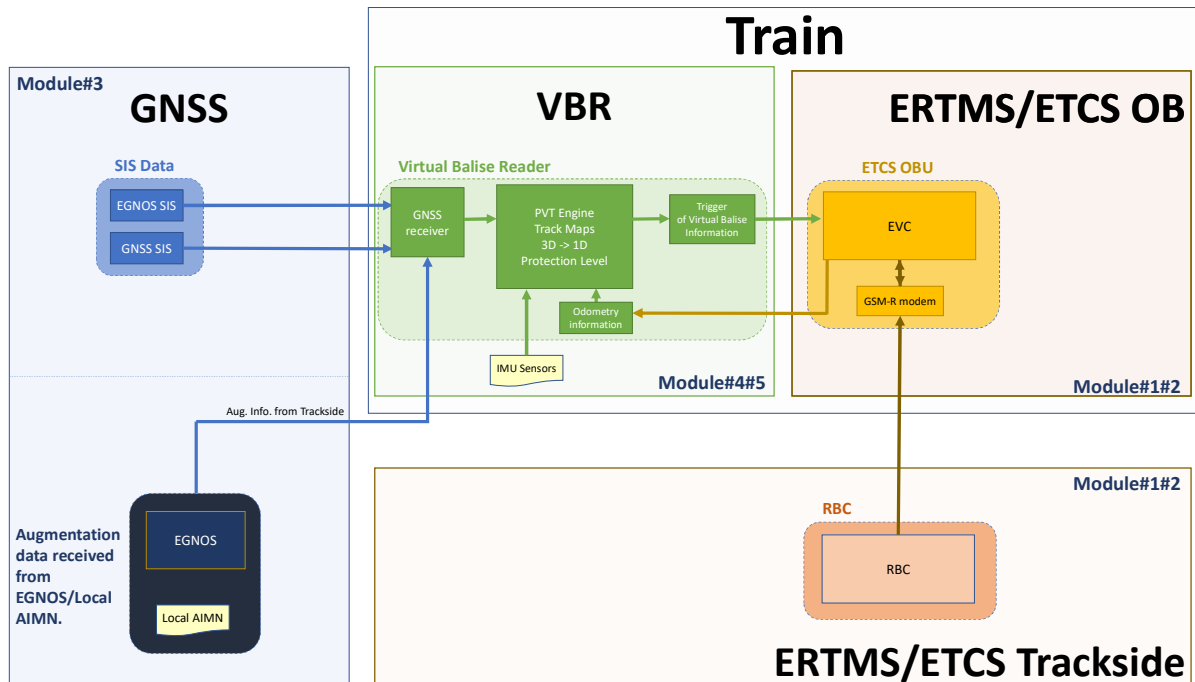 Train
Module#3
GNSS
VBR
ERTMS/ETCS OB
SIS Data
EGNOS SIS
GNSS SIS
Virtual Balise Reader
GNSS
receiver
PVT Engine
Track Maps
3D -> 1D
Protection Level
Trigger
of Virtual Balise
Information
Odometry
information
IMU Sensors
Module#4#5
ETCS OBU
EVC
GSM-R modem
Module#1#2
Aug. Info. from Trackside
Augmentation
data received
from
EGNOS/Local
AIMN.
EGNOS
Local AIMN
Module#1#2
RBC
RBC
ERTMS/ETCS Trackside